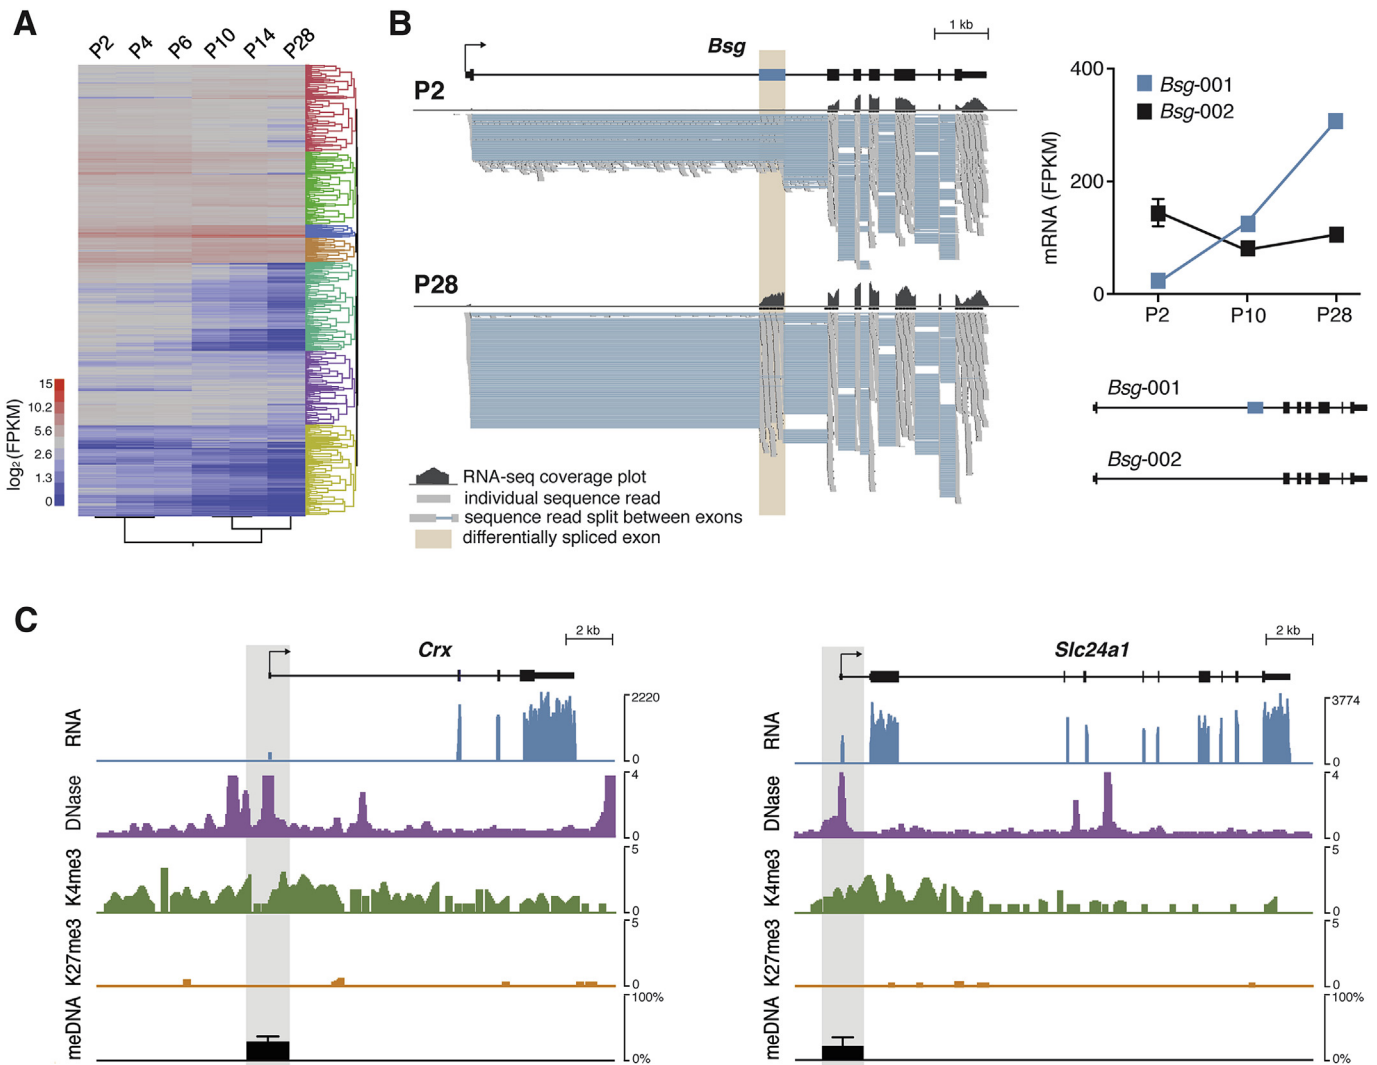 A
P2 P4 P6 P10 P14 P28
log₂(FPKM)
15
10.2
5.6
2.6
1.3
0
B
1 kb
Bsg
P2
P28
RNA-seq coverage plot
individual sequence read
sequence read split between exons
differentially spliced exon
mRNA (FPKM)
400
200
0
Bsg-001
Bsg-002
P2 P10 P28
Bsg-001
Bsg-002
C
2 kb
Crx
RNA
2220
0
DNase
4
0
K4me3
5
0
K27me3
5
0
meDNA
100%
0%
2 kb
Slc24a1
RNA
3774
0
DNase
4
0
K4me3
5
0
K27me3
5
0
meDNA
100%
0%